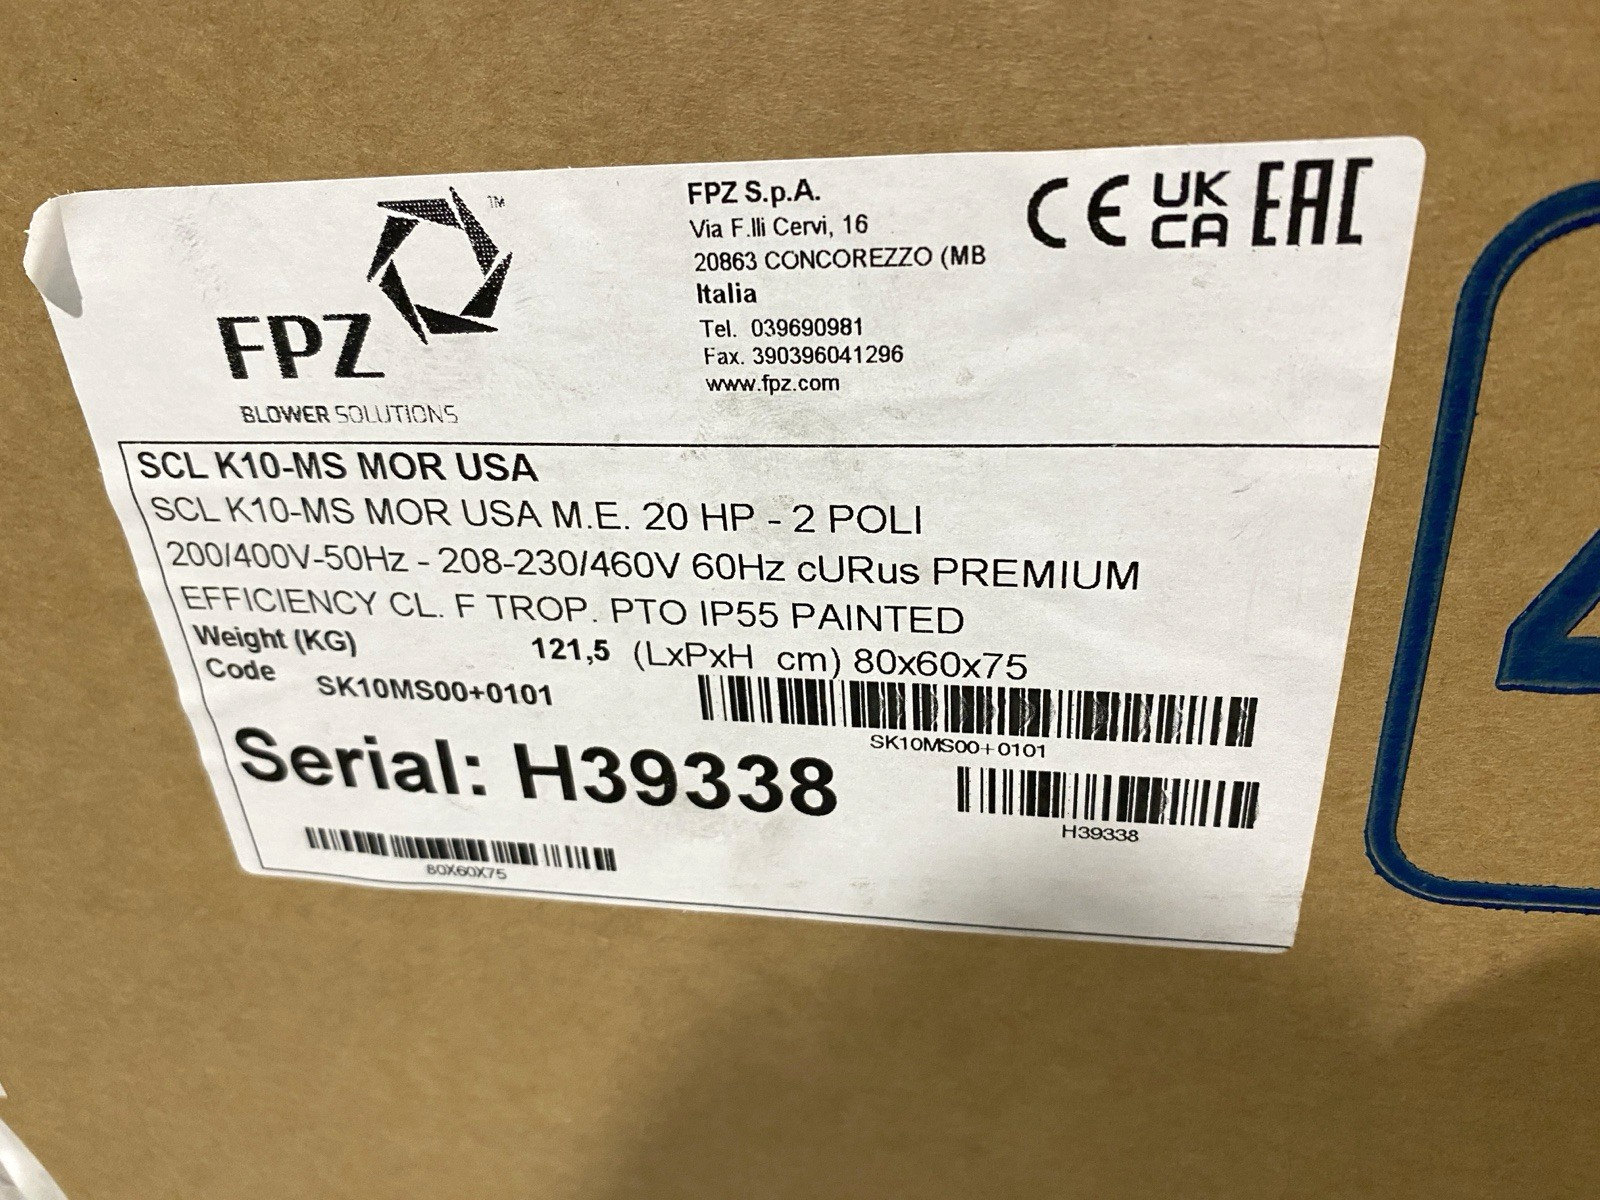 FPZ
TM
BLOWER SOLUTIONS
FPZ S.p.A.
Via F.lli Cervi, 16
20863 CONCOREZZO (MB
Italia
Tel. 039690981
Fax. 390396041296
www.fpz.com
CE UK CA EAC
SCL K10-MS MOR USA
SCL K10-MS MOR USA M.E. 20 HP - 2 POLI
200/400V-50Hz - 208-230/460V 60Hz cURus PREMIUM
EFFICIENCY CL. F TROP. PTO IP55 PAINTED
Weight (KG) 121,5 (LxPxH cm) 80x60x75
Code SK10MS00+0101
SK10MS00+0101
Serial: H39338
H39338
80X60X75